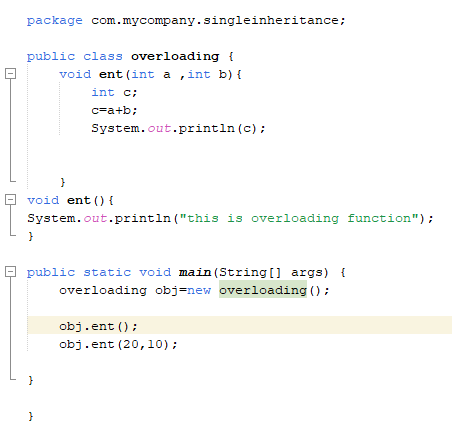 package com.mycompany.singleinheritance;
public class overloading {
void ent(int a ,int b){
int c;
c=a+b;
System.out.println(c);
}
void ent(){
System.out.println("this is overloading function");
}
public static void main(String[] args) {
overloading obj=new overloading();
obj.ent();
obj.ent(20,10);
}
}